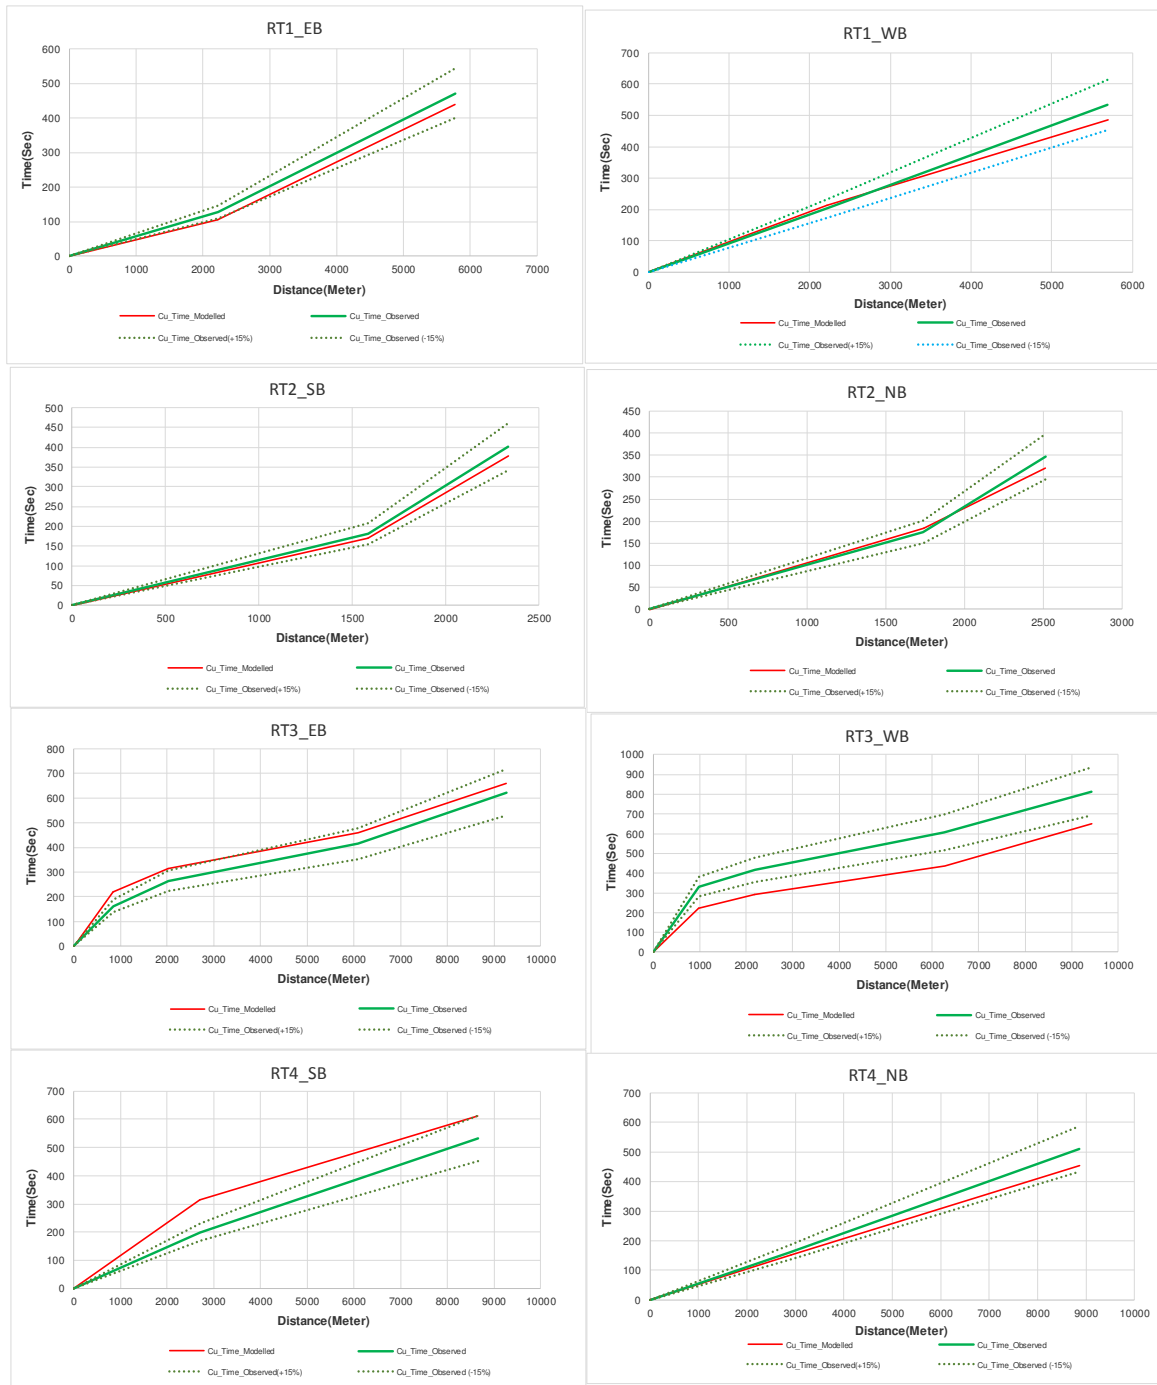 RT1_EB
600
500
400
300
200
100
0
Time(Sec)
0 1000 2000 3000 4000 5000 6000 7000
Distance(Meter)
Cu_Time_Modelled Cu_Time_Observed
Cu_Time_Observed(+15%) Cu_Time_Observed (-15%)
RT1_WB
700
600
500
400
300
200
100
0
Time(Sec)
0 1000 2000 3000 4000 5000 6000
Distance(Meter)
Cu_Time_Modelled Cu_Time_Observed
Cu_Time_Observed(+15%) Cu_Time_Observed (-15%)
RT2_SB
500
450
400
350
300
250
200
150
100
50
0
Time(Sec)
0 500 1000 1500 2000 2500
Distance(Meter)
Cu_Time_Modelled Cu_Time_Observed
Cu_Time_Observed(+15%) Cu_Time_Observed (-15%)
RT2_NB
450
400
350
300
250
200
150
100
50
0
Time(Sec)
0 500 1000 1500 2000 2500 3000
Distance(Meter)
Cu_Time_Modelled Cu_Time_Observed
Cu_Time_Observed(+15%) Cu_Time_Observed (-15%)
RT3_EB
800
700
600
500
400
300
200
100
0
Time(Sec)
0 1000 2000 3000 4000 5000 6000 7000 8000 9000 10000
Distance(Meter)
Cu_Time_Modelled Cu_Time_Observed
Cu_Time_Observed(+15%) Cu_Time_Observed (-15%)
RT3_WB
1000
900
800
700
600
500
400
300
200
100
0
Time(Sec)
0 1000 2000 3000 4000 5000 6000 7000 8000 9000 10000
Distance(Meter)
Cu_Time_Modelled Cu_Time_Observed
Cu_Time_Observed(+15%) Cu_Time_Observed (-15%)
RT4_SB
700
600
500
400
300
200
100
0
Time(Sec)
0 1000 2000 3000 4000 5000 6000 7000 8000 9000 10000
Distance(Meter)
Cu_Time_Modelled Cu_Time_Observed
Cu_Time_Observed(+15%) Cu_Time_Observed (-15%)
RT4_NB
700
600
500
400
300
200
100
0
Time(Sec)
0 1000 2000 3000 4000 5000 6000 7000 8000 9000 10000
Distance(Meter)
Cu_Time_Modelled Cu_Time_Observed
Cu_Time_Observed(+15%) Cu_Time_Observed (-15%)